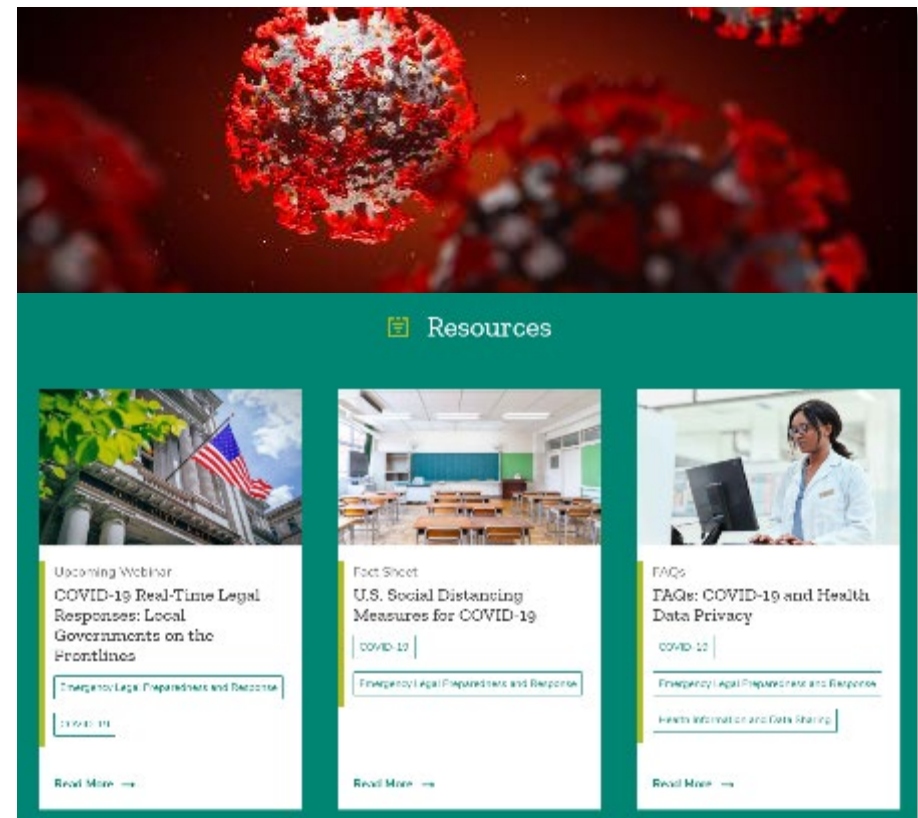 Resources
Upcoming Webinar
COVID-19 Real-Time Legal
Responses: Local
Governments on the
Frontlines
Emergency Legal Preparedness and Response
COVID-19
Read More →
Fact Sheet
U.S. Social Distancing
Measures for COVID-19
COVID-19
Emergency Legal Preparedness and Response
Read More →
FAQs
FAQs: COVID-19 and Health
Data Privacy
COVID-19
Emergency Legal Preparedness and Response
Health Information and Data Sharing
Read More →